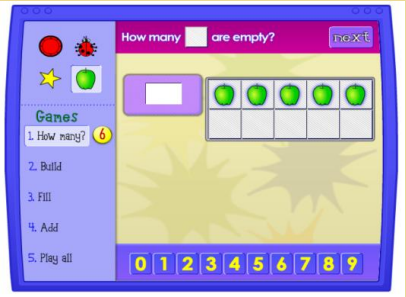 How many are empty?
next
Games
1. How many? 6
2. Build
3. Fill
4. Add
5. Play all
0 1 2 3 4 5 6 7 8 9